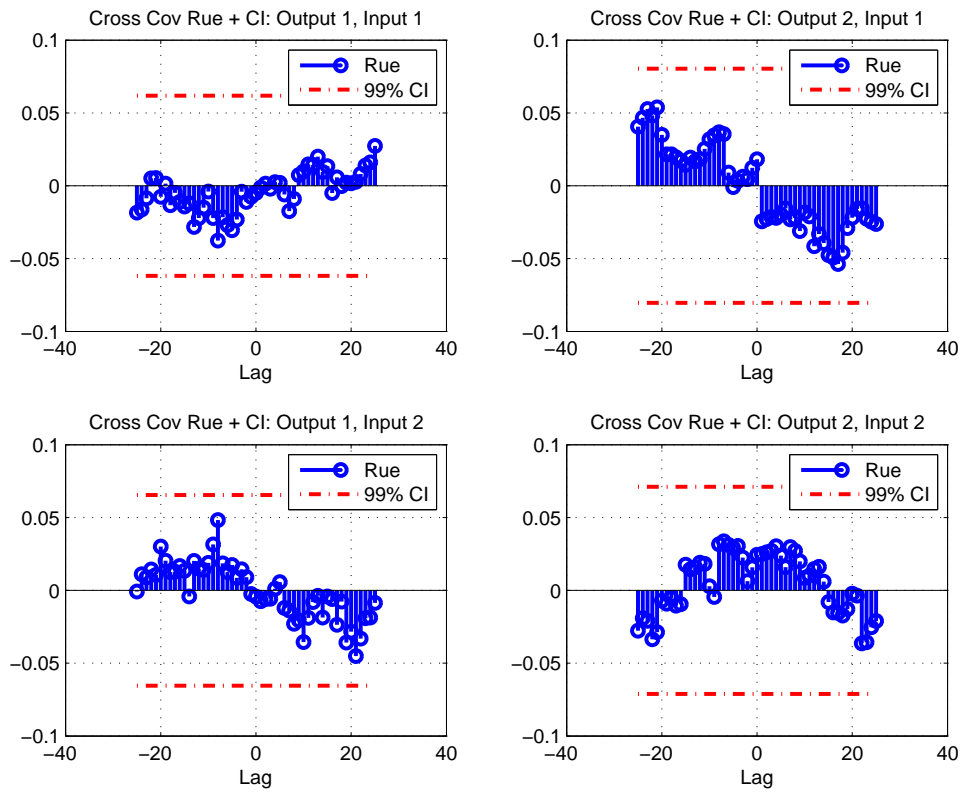 Cross Cov Rue + CI: Output 1, Input 1
0.1
0.05
0
−0.05
−0.1
−40
−20
0
20
40
Lag
Rue
99% CI
Cross Cov Rue + CI: Output 2, Input 1
0.1
0.05
0
−0.05
−0.1
−40
−20
0
20
40
Lag
Rue
99% CI
Cross Cov Rue + CI: Output 1, Input 2
0.1
0.05
0
−0.05
−0.1
−40
−20
0
20
40
Lag
Rue
99% CI
Cross Cov Rue + CI: Output 2, Input 2
0.1
0.05
0
−0.05
−0.1
−40
−20
0
20
40
Lag
Rue
99% CI